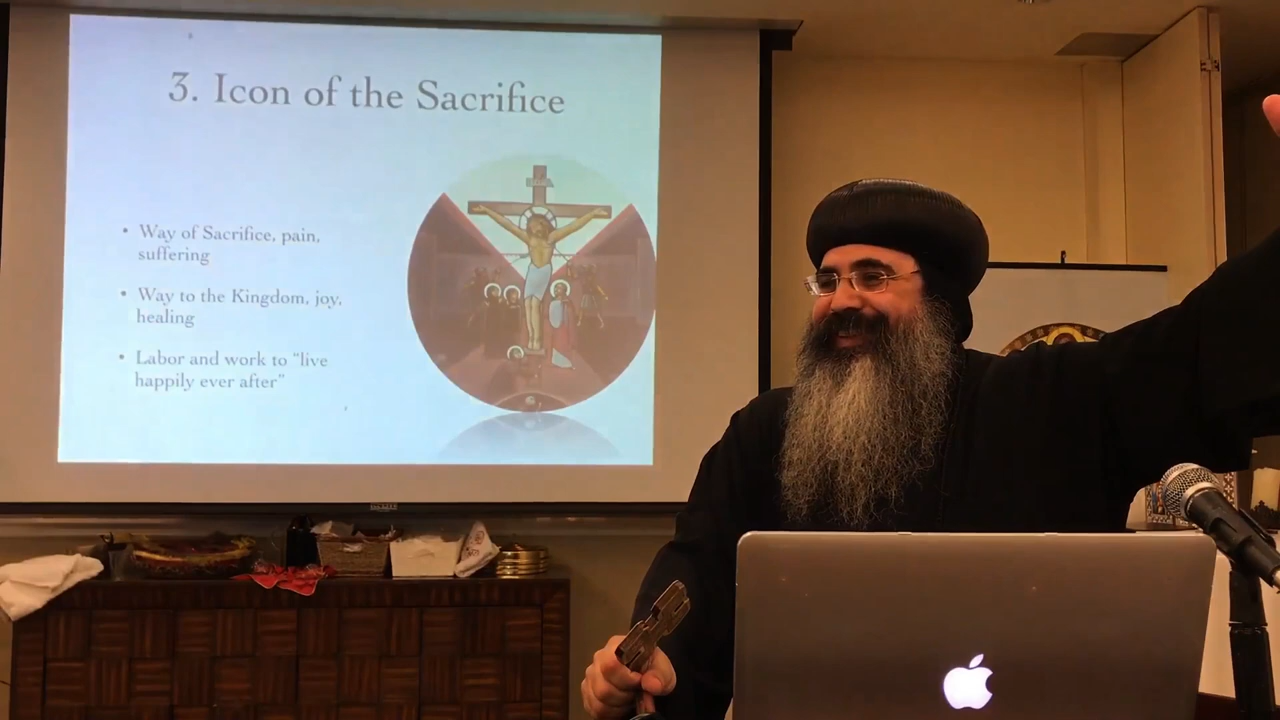 3. Icon of the Sacrifice
• Way of Sacrifice, pain,
suffering
• Way to the Kingdom, joy,
healing
• Labor and work to “live
happily ever after”